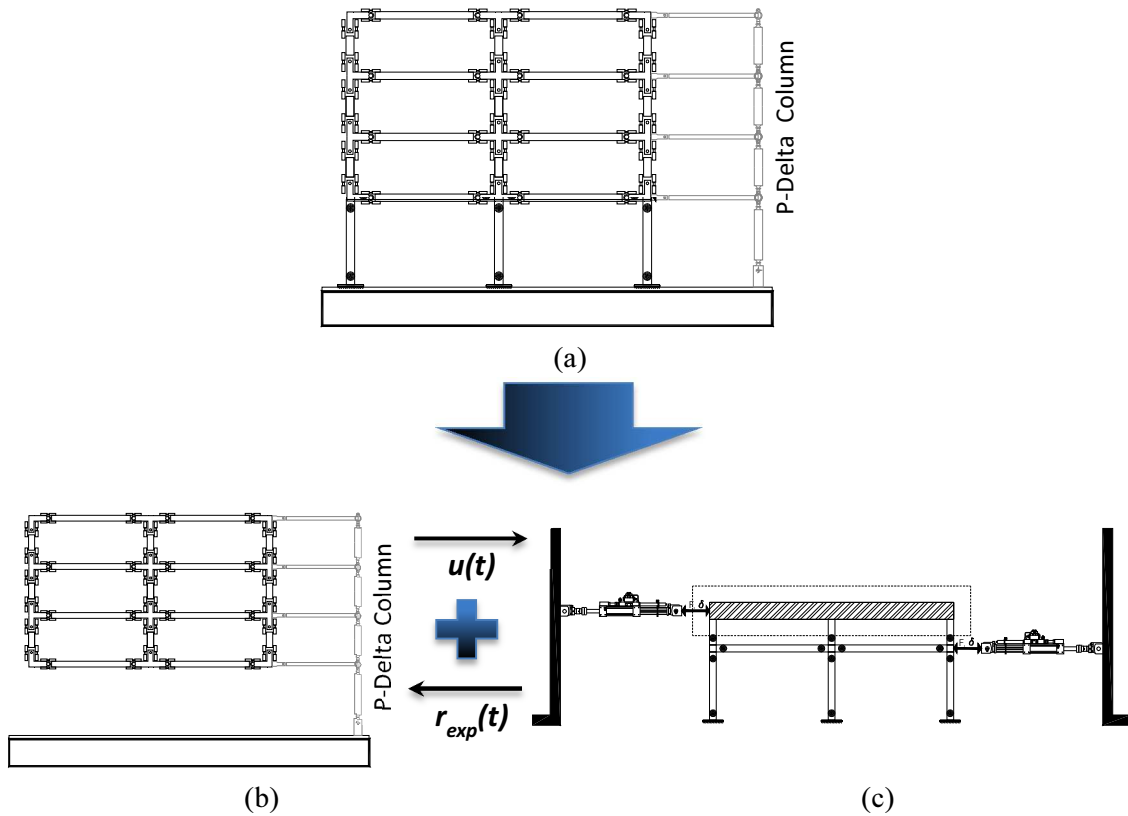 P-Delta Column
(a)
P-Delta Column
u(t)
r_exp(t)
F δ
F δ
(b)
(c)